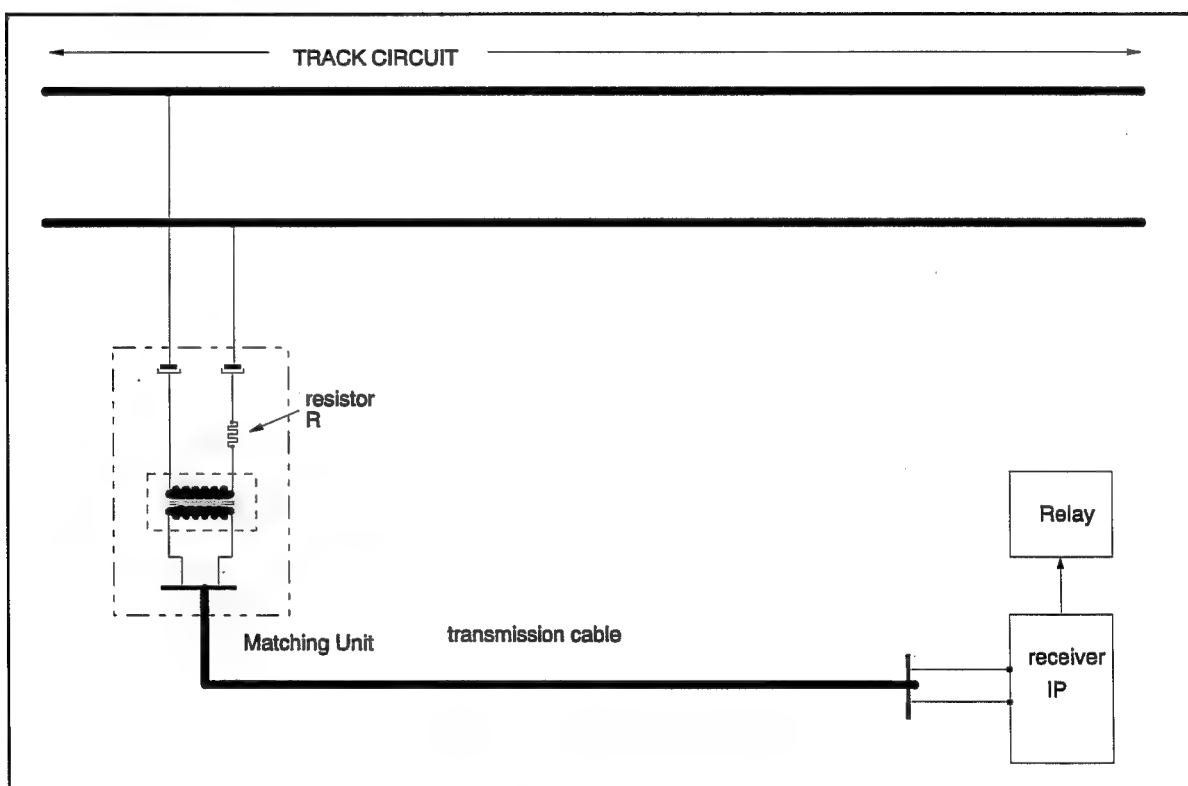 TRACK CIRCUIT
resistor
R
Relay
Matching Unit
transmission cable
receiver
IP